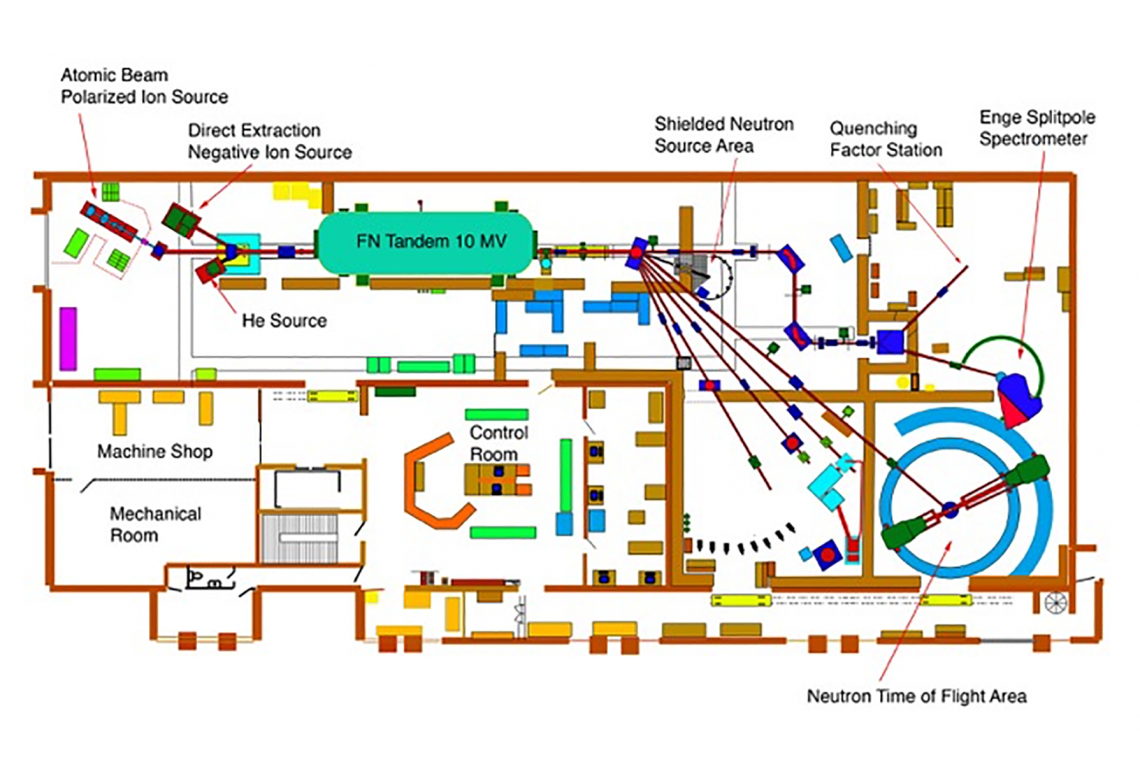 Atomic Beam
Polarized Ion Source
Direct Extraction
Negative Ion Source
Shielded Neutron
Source Area
Quenching
Factor Station
Enge Splitpole
Spectrometer
FN Tandem 10 MV
He Source
Machine Shop
Control
Room
Mechanical
Room
Neutron Time of Flight Area